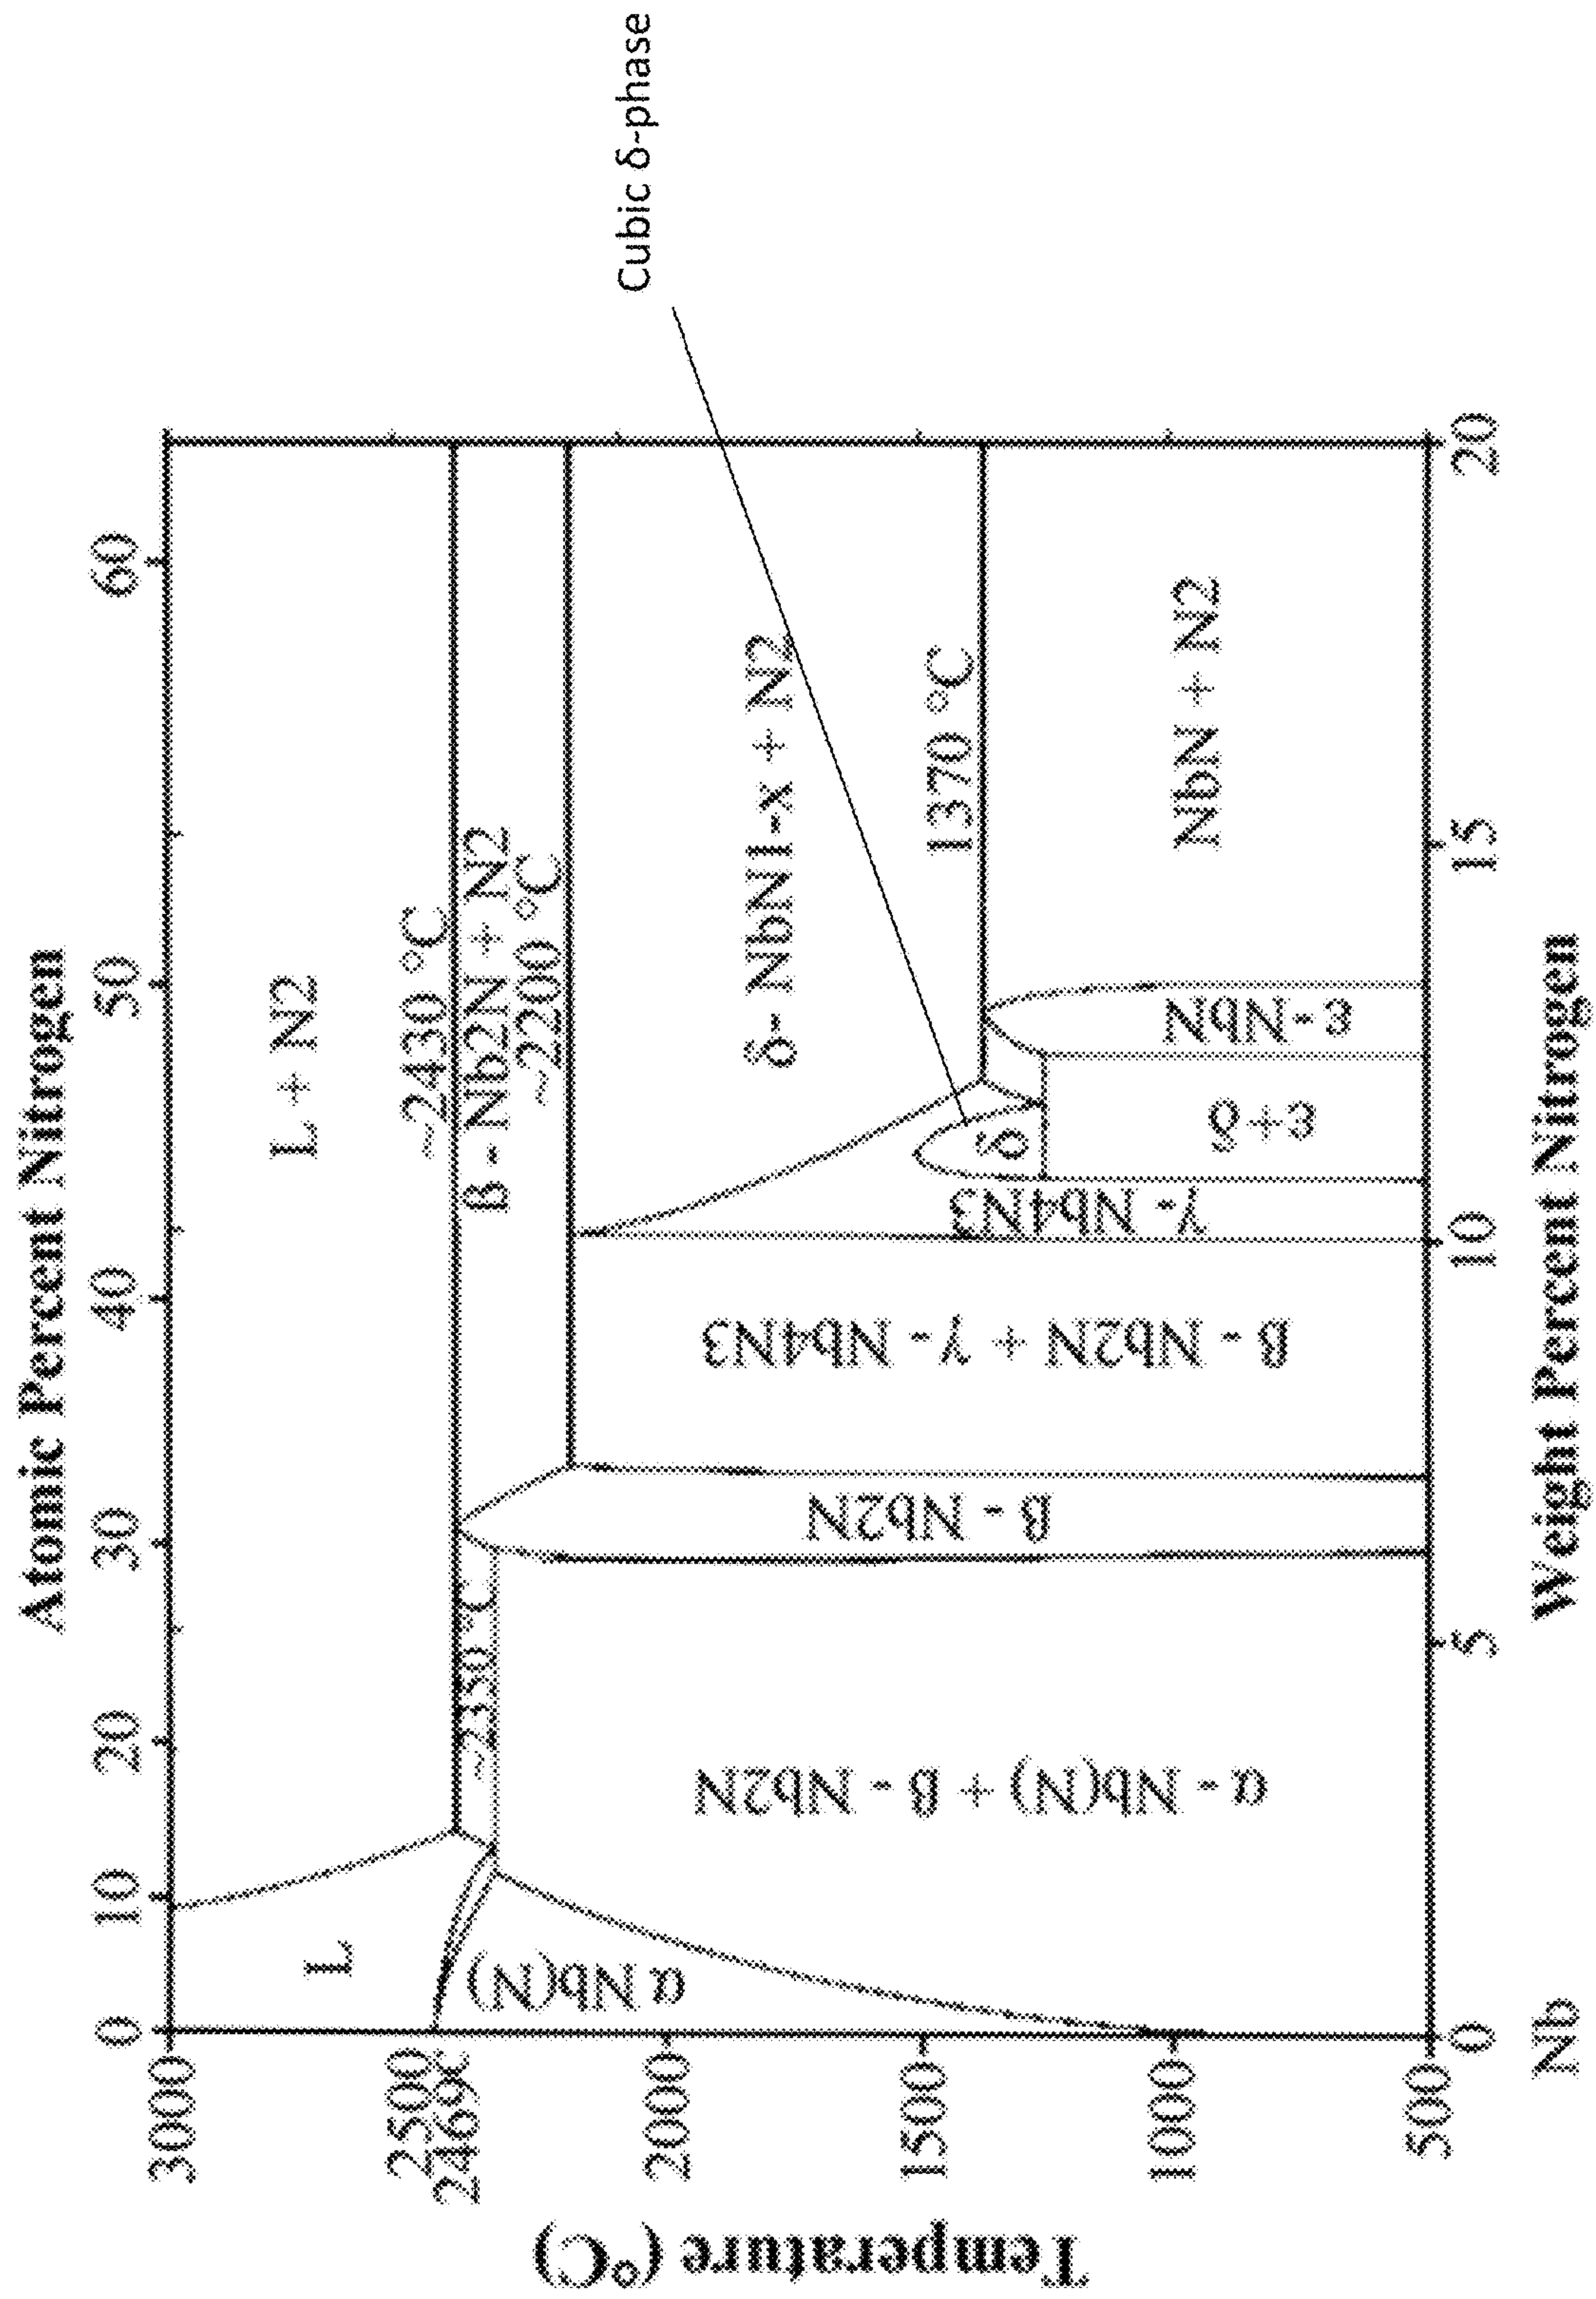 Atomic Percent Nitrogen
0 10 20 30 40 50 60
Temperature (°C)
3000
2500
2469°C
2000
1500
1000
500
L
L + N2
~2430 °C
β - Nb2N + N2
~2350 °C
~2200 °C
α Nb(N)
α - Nb(N) + β - Nb2N
β - Nb2N
β - Nb2N + γ - Nb4N3
γ - Nb4N3
δ - NbN1-x + N2
1370 °C
δ
ε+δ
ε-NbN
NbN + N2
Cubic δ-phase
0 5 10 15 20
Nb
Weight Percent Nitrogen